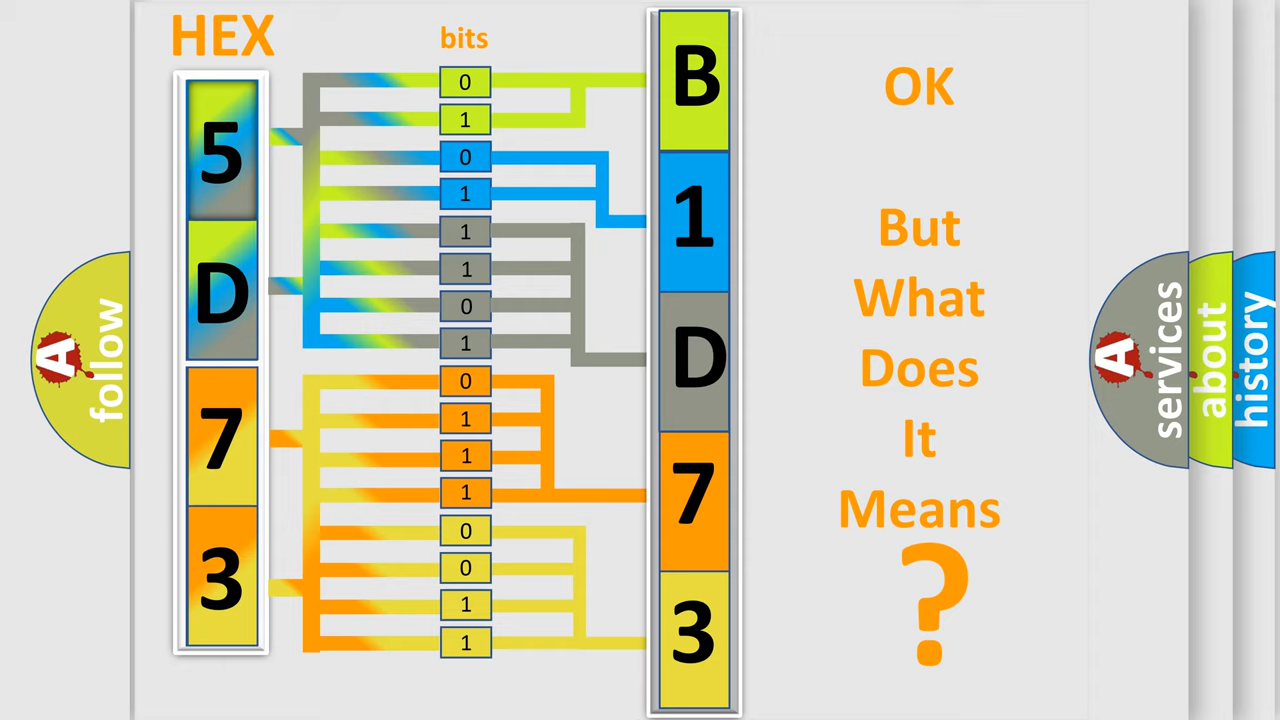 HEX
bits
5
D
7
3
0
1
0
1
1
1
0
1
0
1
1
1
0
0
1
1
B
1
D
7
3
OK
But
What
Does
It
Means
?
A
follow
A
services
about
history